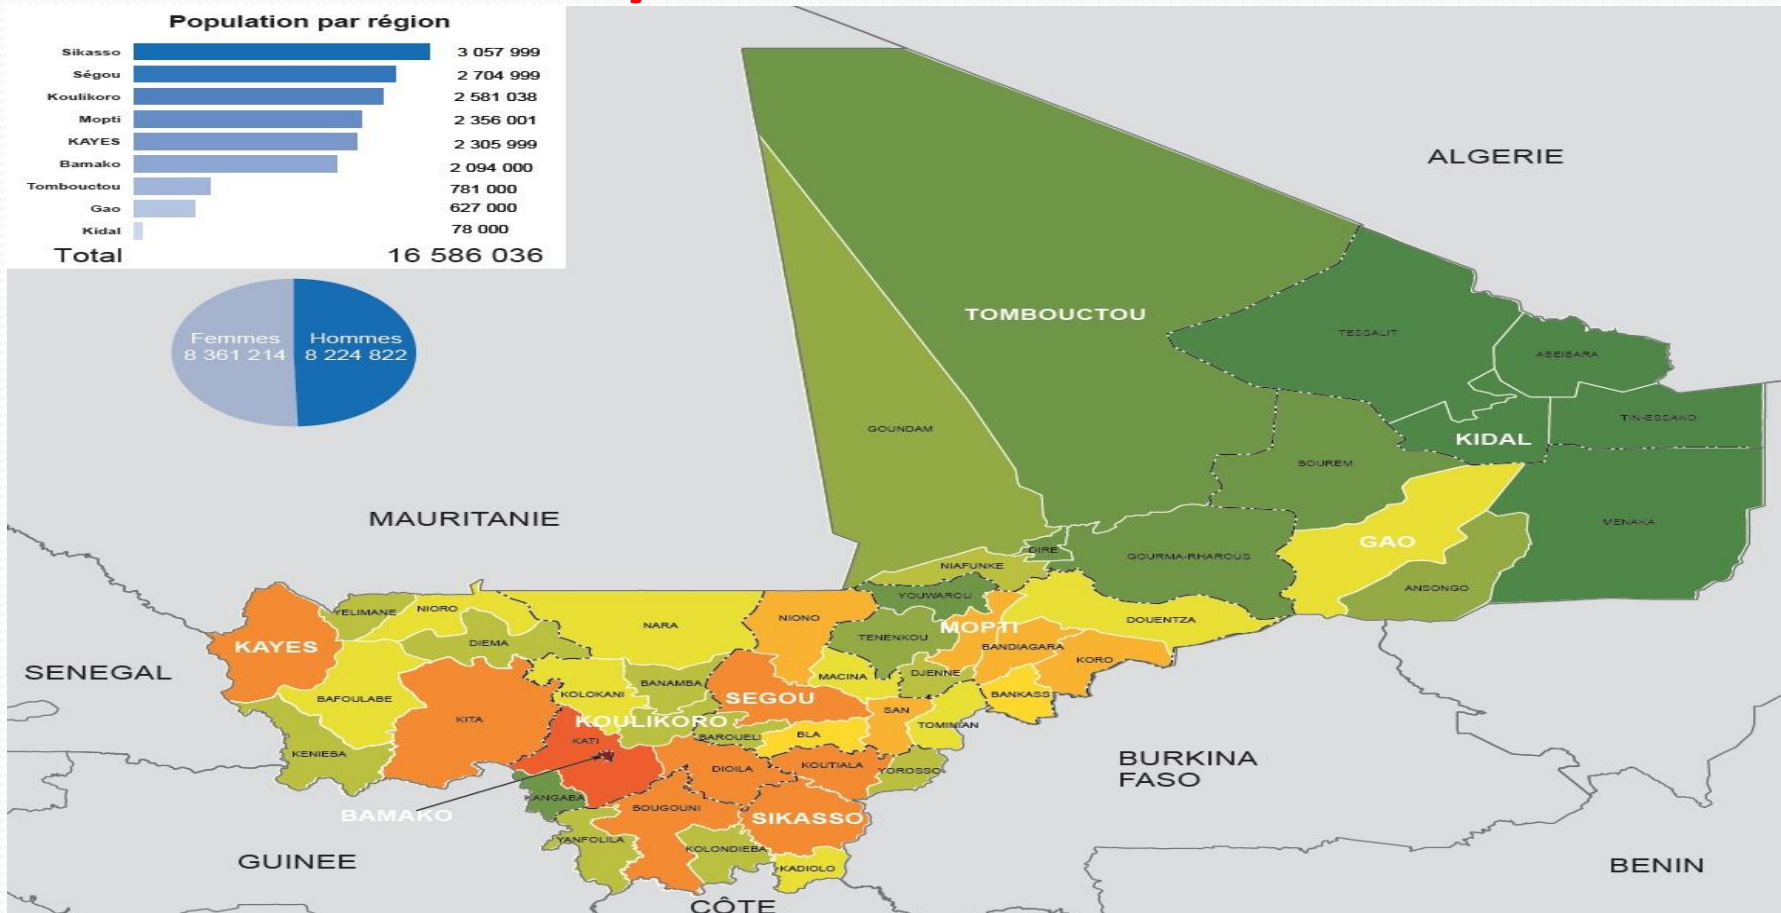 Population par région
Sikasso 3 057 999
Ségou 2 704 999
Koulikoro 2 581 038
Mopti 2 356 001
KAYES 2 305 999
Bamako 2 094 000
Tombouctou 781 000
Gao 627 000
Kidal 78 000
Total 16 586 036
Femmes
8 361 214
Hommes
8 224 822
ALGERIE
TOMBOUCTOU
TESSALIT
ABEIBARA
GOUNDAM
TIN-ESSAKO
KIDAL
BOUREM
MAURITANIE
MENAKA
GAO
DIRE
GOURMA-RHAROUS
NIAFUNKE
ANSONGO
YOUWAROU
YELIMANE
NIORO
NIONO
DOUENTZA
NARA
MOPTI
TENENKOU
KAYES
DIEMA
BANDIAGARA
KORO
SENEGAL
MACINA
DJENNE
BANAMBA
KOLOKANI
BANKASS
BAFOULABE
SEGOU
SAN
KITA
KOULIKORO
TOMINIAN
BAROUELI
BLA
KATI
KENIEBA
DIOILA
KOUTIALA
YOROSSO
BURKINA
FASO
KANGABA
BOUGOUNI
BAMAKO
SIKASSO
YANFOLILA
KOLONDIEBA
GUINEE
KADIOLO
BENIN
CÔTE